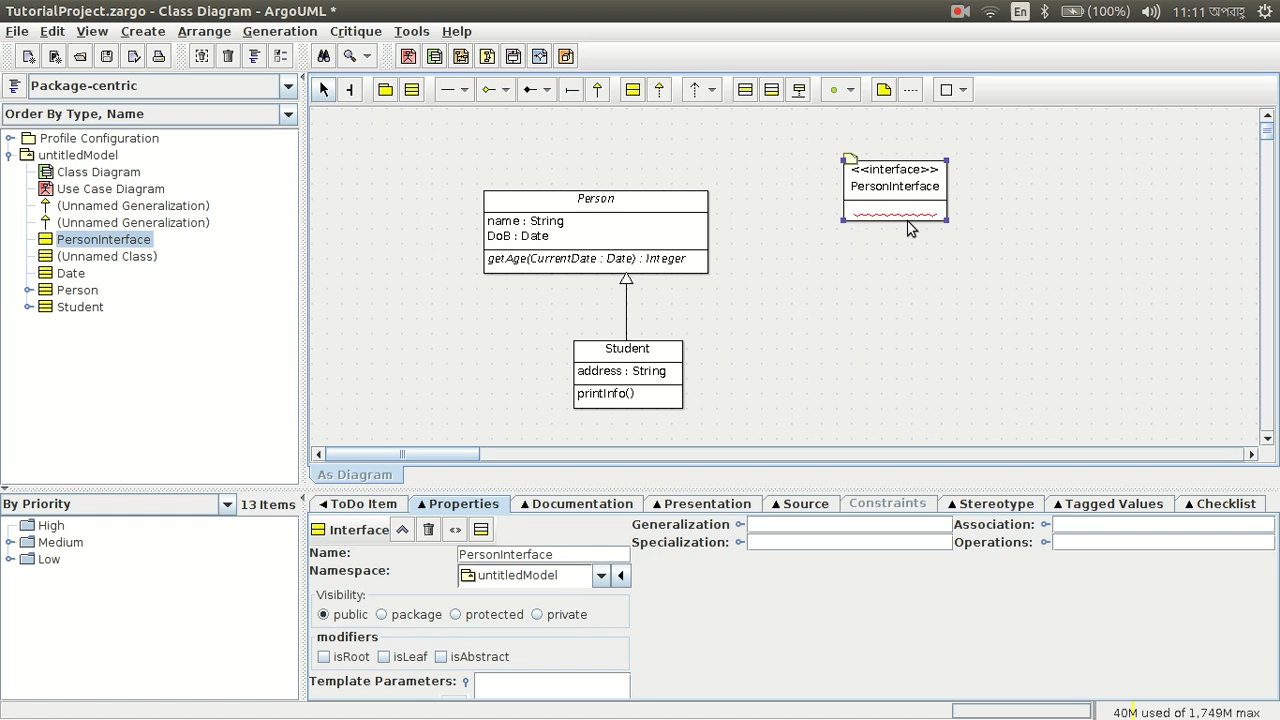 TutorialProject.zargo - Class Diagram - ArgoUML *
En (100%) 11:11 অপরাহ্ণ
File Edit View Create Arrange Generation Critique Tools Help
Package-centric
Order By Type, Name
Profile Configuration
untitledModel
Class Diagram
Use Case Diagram
(Unnamed Generalization)
(Unnamed Generalization)
PersonInterface
(Unnamed Class)
Date
Person
Student
<<interface>>
PersonInterface
Person
name : String
DoB : Date
getAge(CurrentDate : Date) : Integer
Student
address : String
printInfo()
As Diagram
By Priority 13 Items
High
Medium
Low
ToDo Item Properties Documentation Presentation Source Constraints Stereotype Tagged Values Checklist
Interface
Name: PersonInterface
Namespace: untitledModel
Visibility:
public package protected private
modifiers
isRoot isLeaf isAbstract
Template Parameters:
Generalization
Specialization:
Association:
Operations:
40M used of 1,749M max